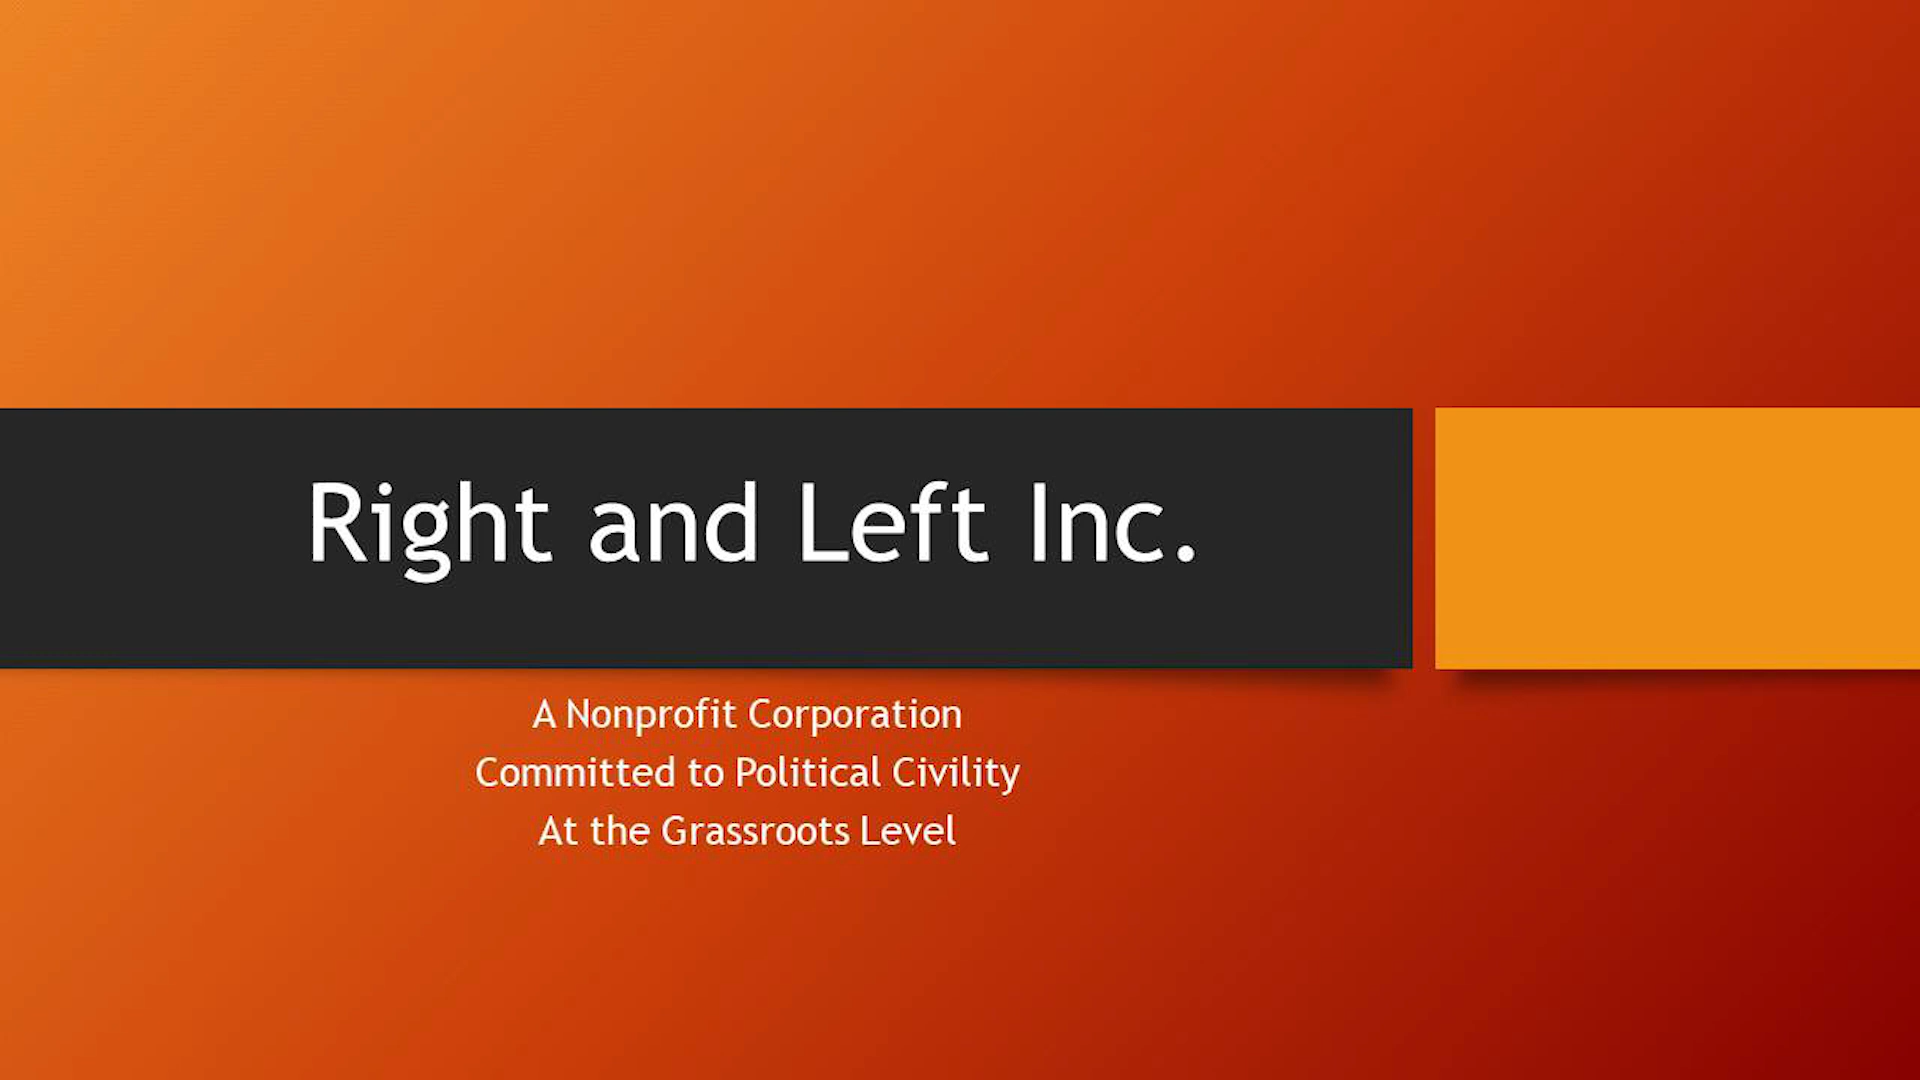 Right and Left Inc.
A Nonprofit Corporation
Committed to Political Civility
At the Grassroots Level